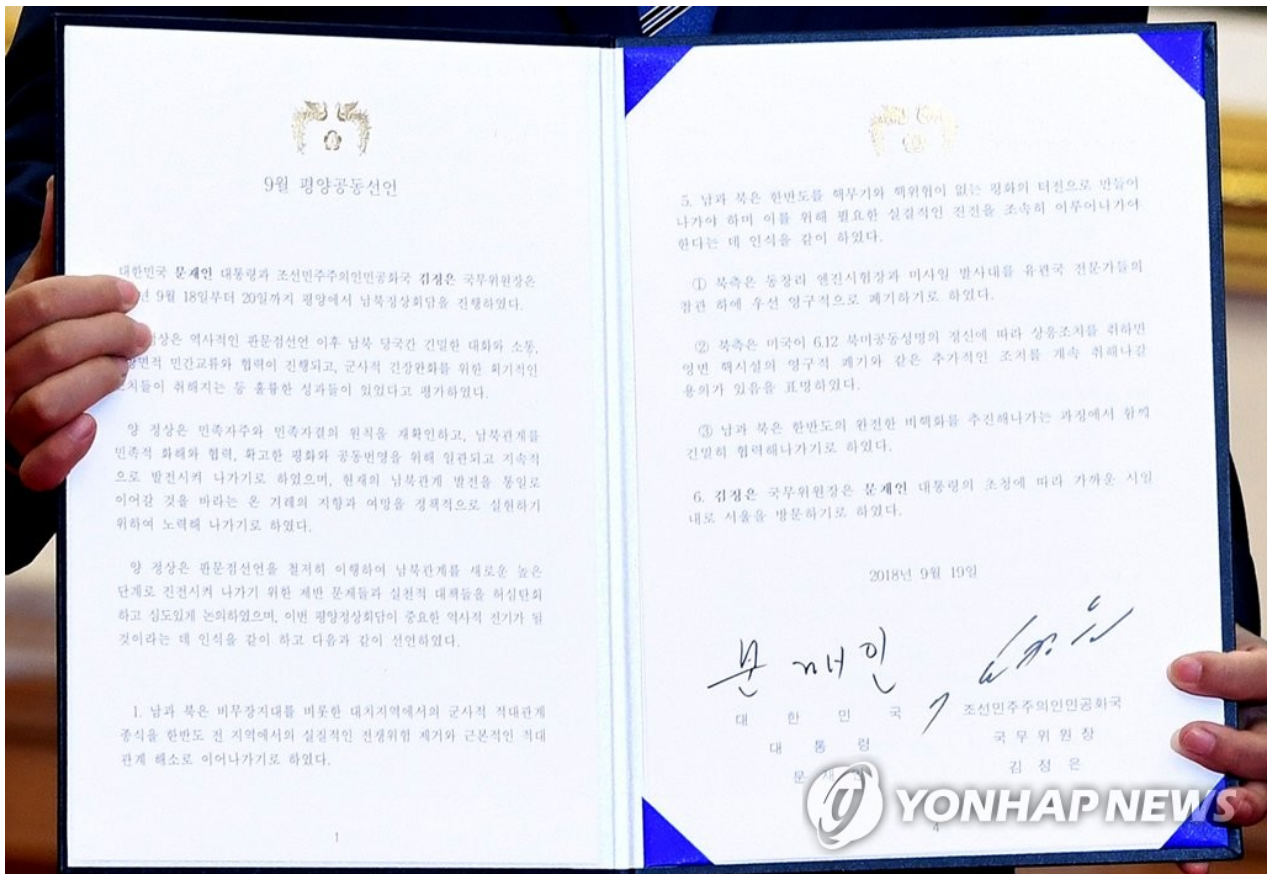 9월 평양공동선언
대한민국 문재인 대통령과 조선민주주의인민공화국 김정은 국무위원장은
년 9월 18일부터 20일까지 평양에서 남북정상회담을 진행하였다.
정상은 역사적인 판문점선언 이후 남북 당국간 긴밀한 대화와 소통,
민간교류와 협력이 진행되고, 군사적 긴장완화를 위한 획기적인
조치들이 취해지는 등 훌륭한 성과들이 있었다고 평가하였다.
양 정상은 민족자주와 민족자결의 원칙을 재확인하고, 남북관계를
민족적 화해와 협력, 확고한 평화와 공동번영을 위해 일관되고 지속적
으로 발전시켜 나가기로 하였으며, 현재의 남북관계 발전을 통일로
이어갈 것을 바라는 온 겨레의 지향과 여망을 정책적으로 실현하기
위하여 노력해 나가기로 하였다.
양 정상은 판문점선언을 철저히 이행하여 남북관계를 새로운 높은
단계로 진전시켜 나가기 위한 제반 문제들과 실천적 대책들을 허심탄회
하고 심도있게 논의하였으며, 이번 평양정상회담이 중요한 역사적 전기가 될
것이라는 데 인식을 같이 하고 다음과 같이 선언하였다.
1. 남과 북은 비무장지대를 비롯한 대치지역에서의 군사적 적대관계
종식을 한반도 전 지역에서의 실질적인 전쟁위험 제거와 근본적인 적대
관계 해소로 이어나가기로 하였다.
1
5. 남과 북은 한반도를 핵무기와 핵위협이 없는 평화의 터전으로 만들어
나가야 하며 이를 위해 필요한 실질적인 진전을 조속히 이루어나가야
한다는 데 인식을 같이 하였다.
① 북측은 동창리 엔진시험장과 미사일 발사대를 유관국 전문가들의
참관 하에 우선 영구적으로 폐기하기로 하였다.
② 북측은 미국이 6.12 북미공동성명의 정신에 따라 상응조치를 취하면
영변 핵시설의 영구적 폐기와 같은 추가적인 조치를 계속 취해나갈
용의가 있음을 표명하였다.
③ 남과 북은 한반도의 완전한 비핵화를 추진해나가는 과정에서 함께
긴밀히 협력해나가기로 하였다.
6. 김정은 국무위원장은 문재인 대통령의 초청에 따라 가까운 시일
내로 서울을 방문하기로 하였다.
2018년 9월 19일
문재인
대한민국
대통령
문재인
조선민주주의인민공화국
국무위원장
김정은
4
YONHAP NEWS